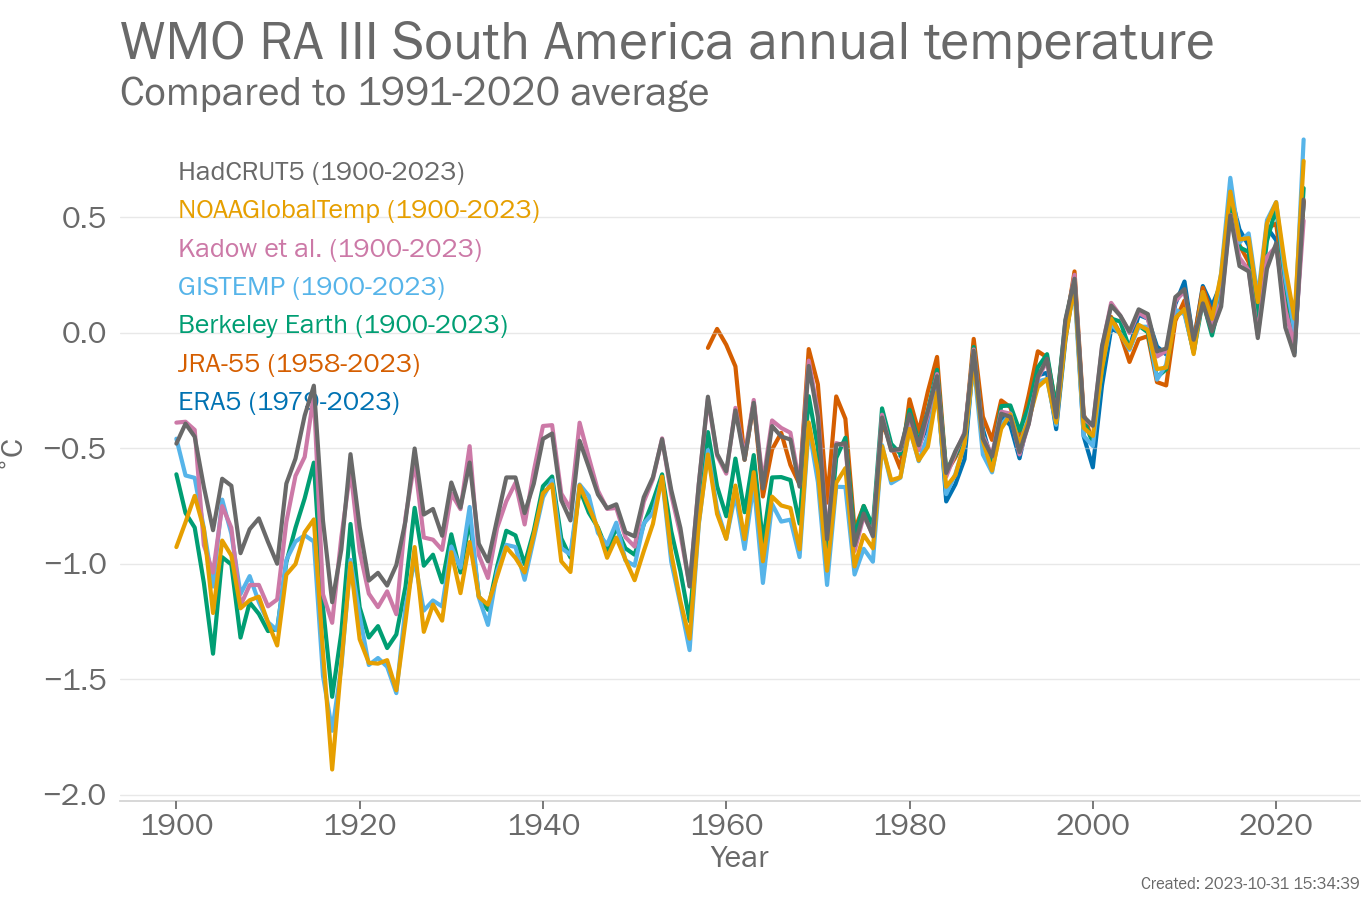 WMO RA III South America annual temperature
Compared to 1991-2020 average
HadCRUT5 (1900-2023)
NOAAGlobalTemp (1900-2023)
Kadow et al. (1900-2023)
GISTEMP (1900-2023)
Berkeley Earth (1900-2023)
JRA-55 (1958-2023)
ERA5 (1979-2023)
°C
0.5
0.0
−0.5
−1.0
−1.5
−2.0
1900 1920 1940 1960 1980 2000 2020
Year
Created: 2023-10-31 15:34:39